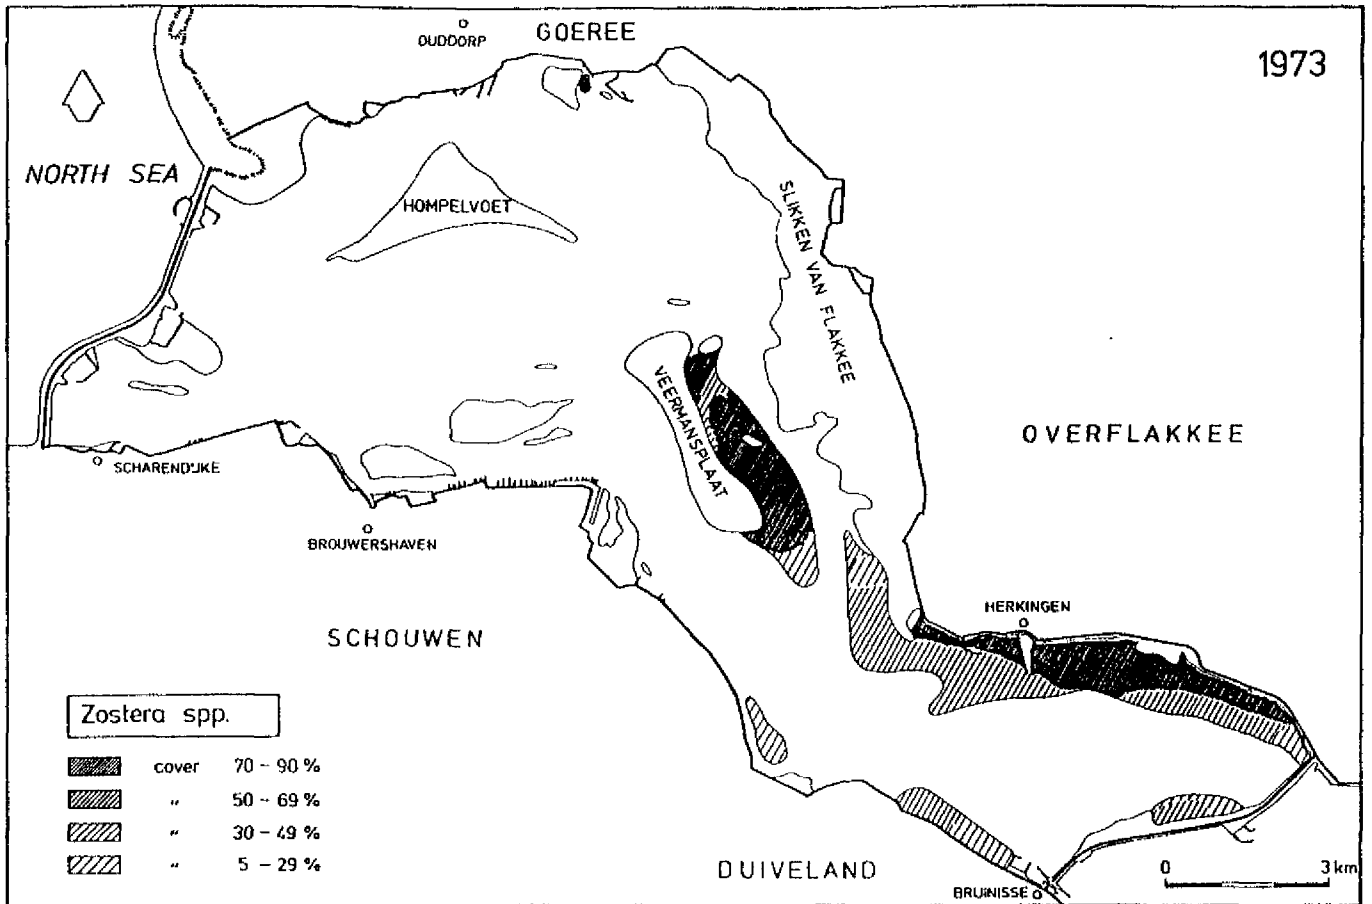 GOEREE
OUDDORP
1973
NORTH SEA
HOMPELVOET
SLIKKEN VAN FLAKKEE
VEERMANSPLAAT
OVERFLAKKEE
SCHARENDIJKE
BROUWERSHAVEN
HERKINGEN
SCHOUWEN
Zostera spp.
cover 70 - 90 %
" 50 - 69 %
" 30 - 49 %
" 5 - 29 %
DUIVELAND
BRUINISSE
0 3 km